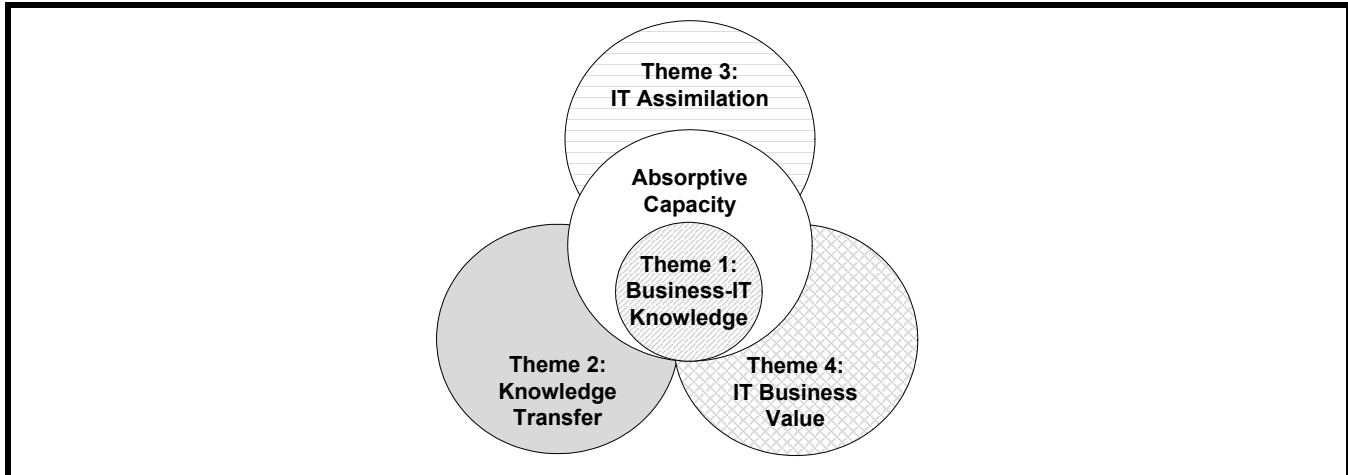 Theme 3:
IT Assimilation
Absorptive
Capacity
Theme 1:
Business-IT
Knowledge
Theme 2:
Knowledge
Transfer
Theme 4:
IT Business
Value